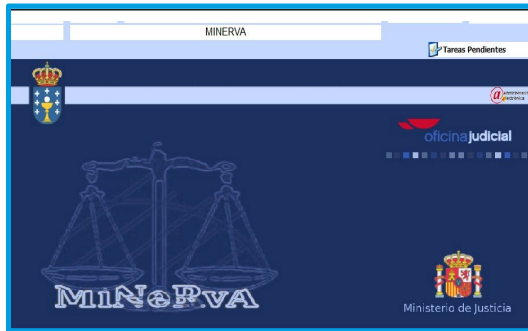 MINERVA
Tareas Pendientes
oficinajudicial
MiNeRvA
Ministerio de Justicia